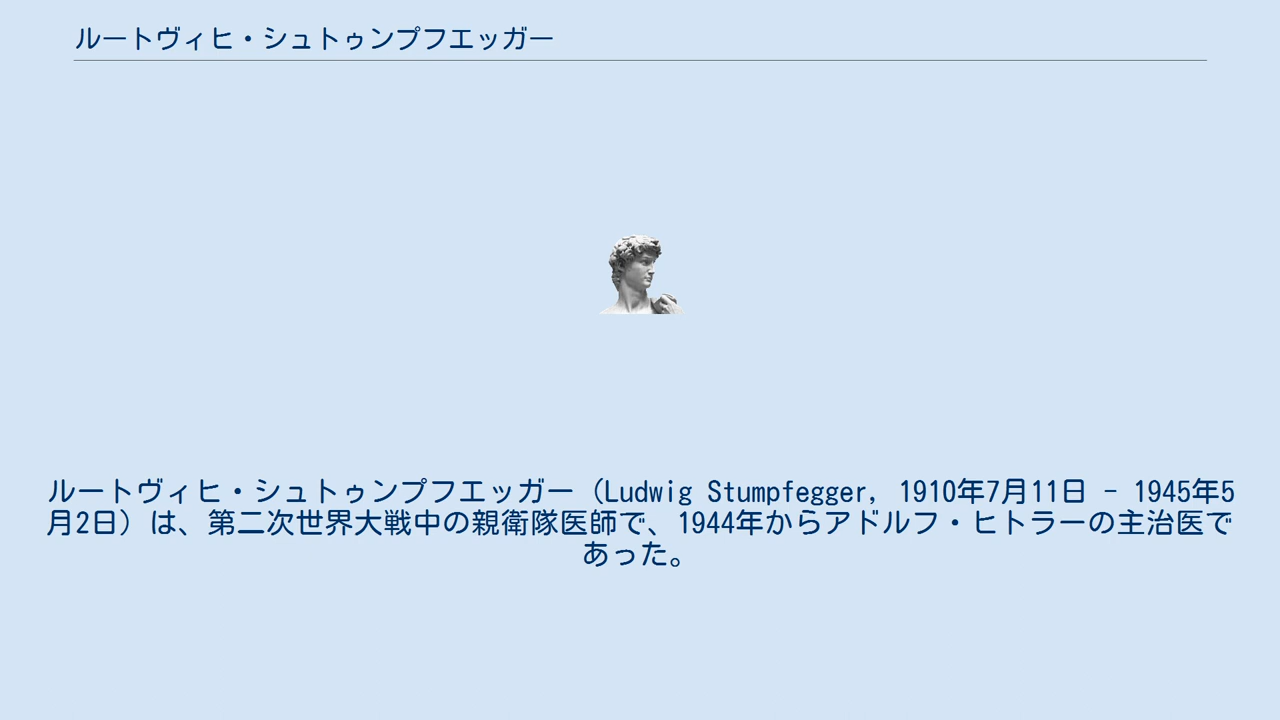 ルートヴィヒ・シュトゥンプフエッガー
ルートヴィヒ・シュトゥンプフエッガー（Ludwig Stumpfegger, 1910年7月11日 - 1945年5
月2日）は、第二次世界大戦中の親衛隊医師で、1944年からアドルフ・ヒトラーの主治医で
あった。